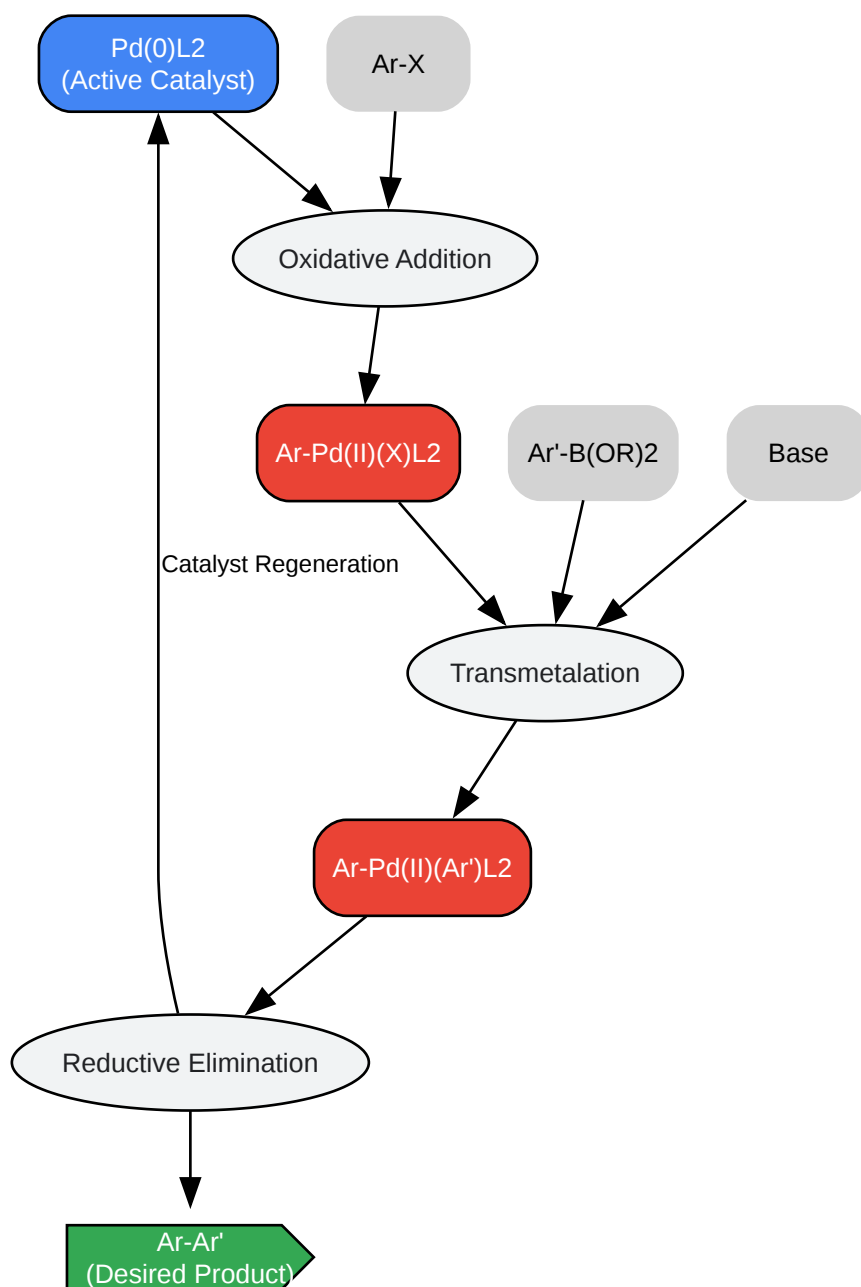 Pd(0)L2
(Active Catalyst)
Ar-X
Oxidative Addition
Ar-Pd(II)(X)L2
Ar'-B(OR)2
Base
Catalyst Regeneration
Transmetalation
Ar-Pd(II)(Ar')L2
Reductive Elimination
Ar-Ar'
(Desired Product)